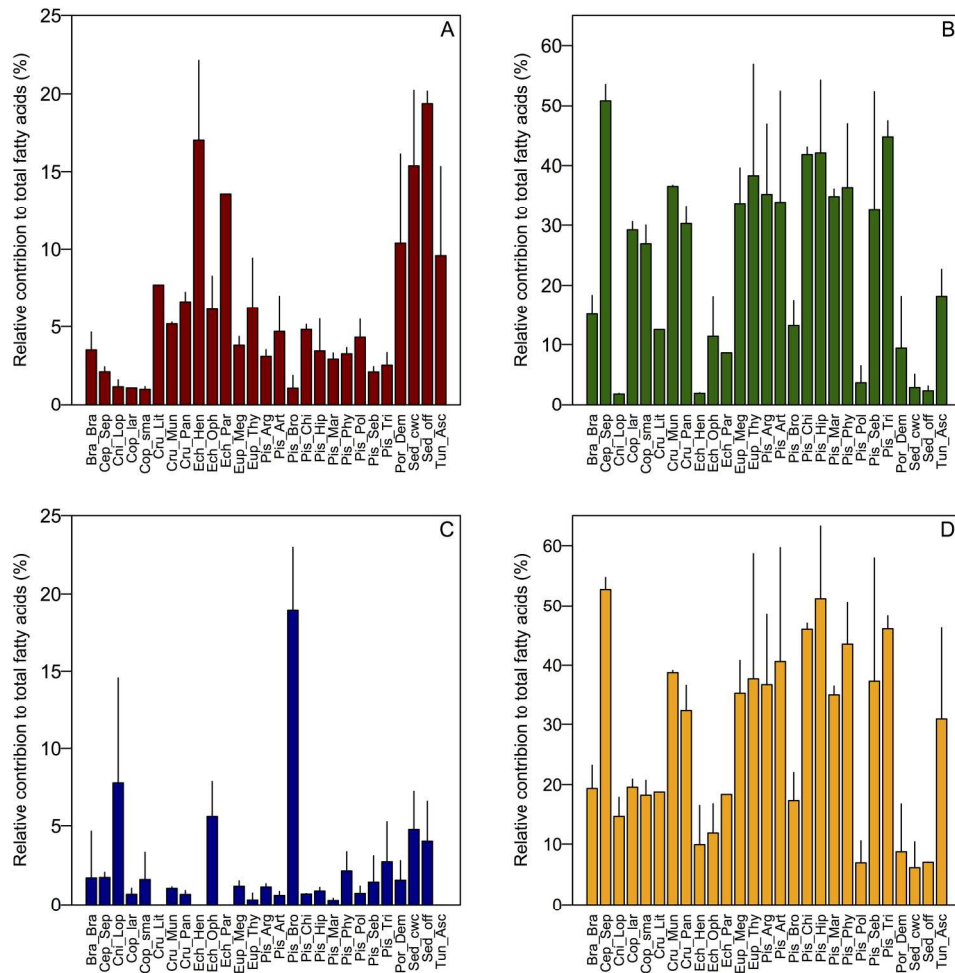 A
Relative contribion to total fatty acids (%)
25
20
15
10
5
0
Bra_Bra
Cep_Sep
Cni_Lop
Cop_lar
Cop_sma
Cru_Lit
Cru_Mun
Cru_Pan
Ech_Hen
Ech_Oph
Ech_Par
Eup_Meg
Eup_Thy
Pis_Arg
Pis_Art
Pis_Bro
Pis_Chi
Pis_Hip
Pis_Mar
Pis_Phy
Pis_Pol
Pis_Seb
Pis_Tri
Por_Dem
Sed_cwc
Sed_off
Tun_Asc
B
Relative contribion to total fatty acids (%)
60
50
40
30
20
10
0
Bra_Bra
Cep_Sep
Cni_Lop
Cop_lar
Cop_sma
Cru_Lit
Cru_Mun
Cru_Pan
Ech_Hen
Ech_Oph
Ech_Par
Eup_Meg
Eup_Thy
Pis_Arg
Pis_Art
Pis_Bro
Pis_Chi
Pis_Hip
Pis_Mar
Pis_Phy
Pis_Pol
Pis_Seb
Pis_Tri
Por_Dem
Sed_cwc
Sed_off
Tun_Asc
C
Relative contribion to total fatty acids (%)
25
20
15
10
5
0
Bra_Bra
Cep_Sep
Cni_Lop
Cop_lar
Cop_sma
Cru_Lit
Cru_Mun
Cru_Pan
Ech_Hen
Ech_Oph
Ech_Par
Eup_Meg
Eup_Thy
Pis_Arg
Pis_Art
Pis_Bro
Pis_Chi
Pis_Hip
Pis_Mar
Pis_Phy
Pis_Pol
Pis_Seb
Pis_Tri
Por_Dem
Sed_cwc
Sed_off
Tun_Asc
D
Relative contribion to total fatty acids (%)
60
50
40
30
20
10
0
Bra_Bra
Cep_Sep
Cni_Lop
Cop_lar
Cop_sma
Cru_Lit
Cru_Mun
Cru_Pan
Ech_Hen
Ech_Oph
Ech_Par
Eup_Meg
Eup_Thy
Pis_Arg
Pis_Art
Pis_Bro
Pis_Chi
Pis_Hip
Pis_Mar
Pis_Phy
Pis_Pol
Pis_Seb
Pis_Tri
Por_Dem
Sed_cwc
Sed_off
Tun_Asc